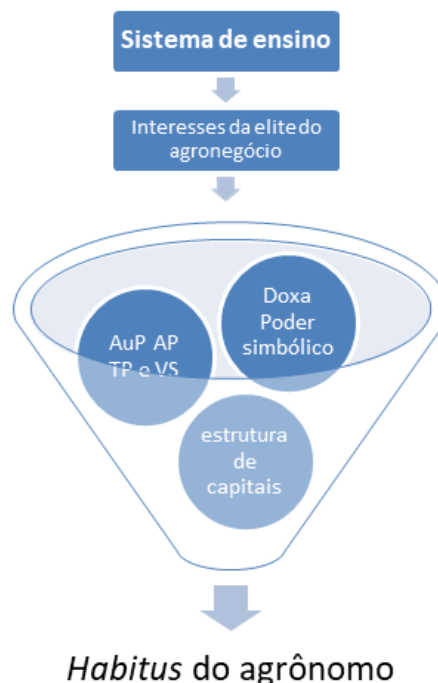 Sistema de ensino
Interesses da elite do
agronegócio
Doxa
Poder
simbólico
AuP AP
TP e VS
estrutura
de
capitais
Habitus do agrônomo